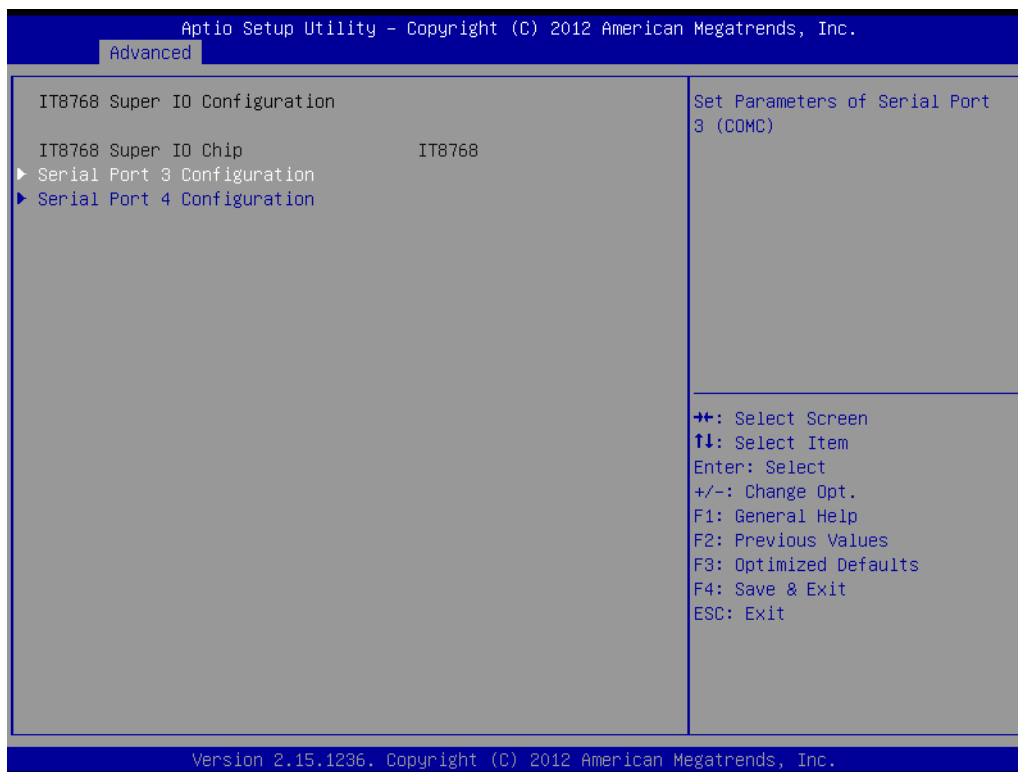 Aptio Setup Utility – Copyright (C) 2012 American Megatrends, Inc.
Advanced
IT8768 Super IO Configuration
IT8768 Super IO Chip IT8768
▶ Serial Port 3 Configuration
▶ Serial Port 4 Configuration
Set Parameters of Serial Port
3 (COMC)
→←: Select Screen
↑↓: Select Item
Enter: Select
+/-: Change Opt.
F1: General Help
F2: Previous Values
F3: Optimized Defaults
F4: Save & Exit
ESC: Exit
Version 2.15.1236. Copyright (C) 2012 American Megatrends, Inc.